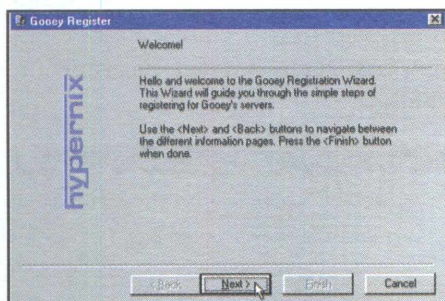 Gooey Register
Welcome!
hypernix
Hello and welcome to the Gooey Registration Wizard.
This Wizard will guide you through the simple steps of
registering for Gooey's servers.
Use the <Next> and <Back> buttons to navigate between
the different information pages. Press the <Finish> button
when done.
< Back Next > Finish Cancel